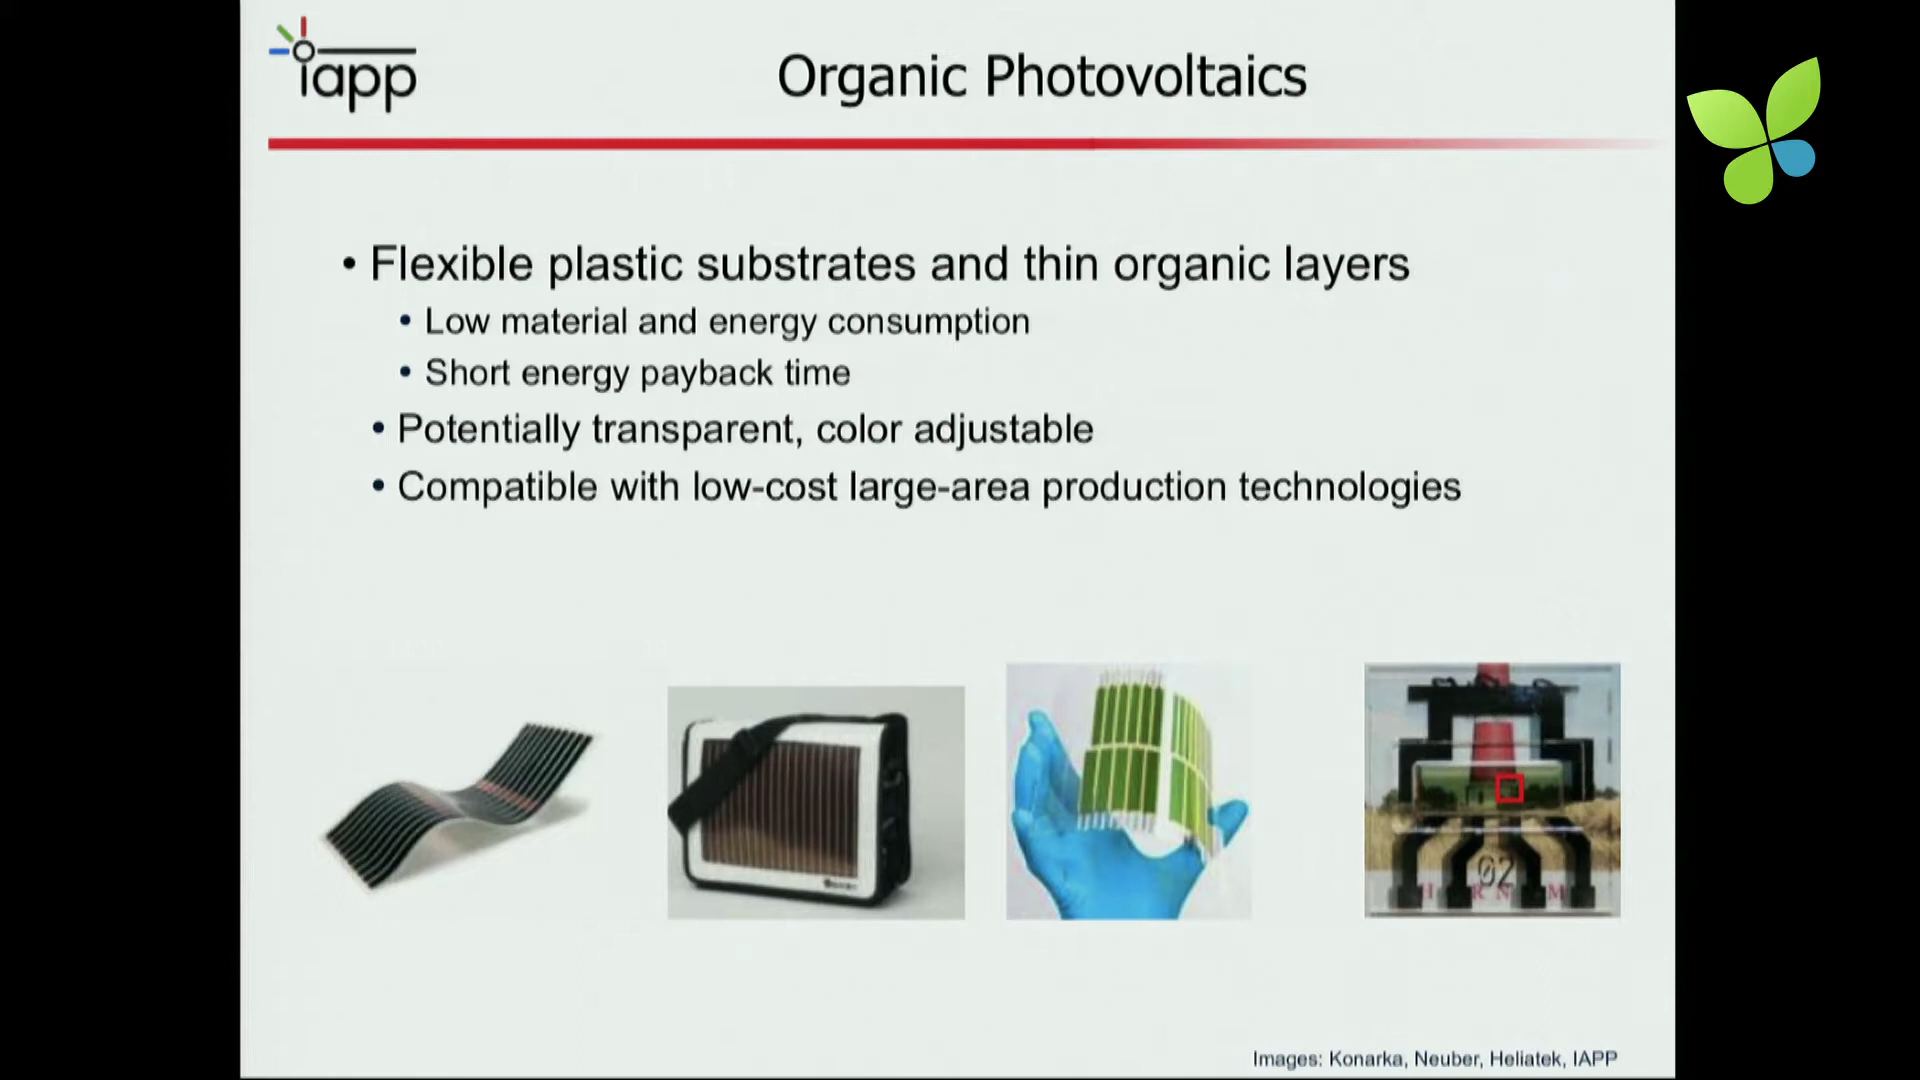 iapp
Organic Photovoltaics
• Flexible plastic substrates and thin organic layers
• Low material and energy consumption
• Short energy payback time
• Potentially transparent, color adjustable
• Compatible with low-cost large-area production technologies
02
Images: Konarka, Neuber, Heliatek, IAPP